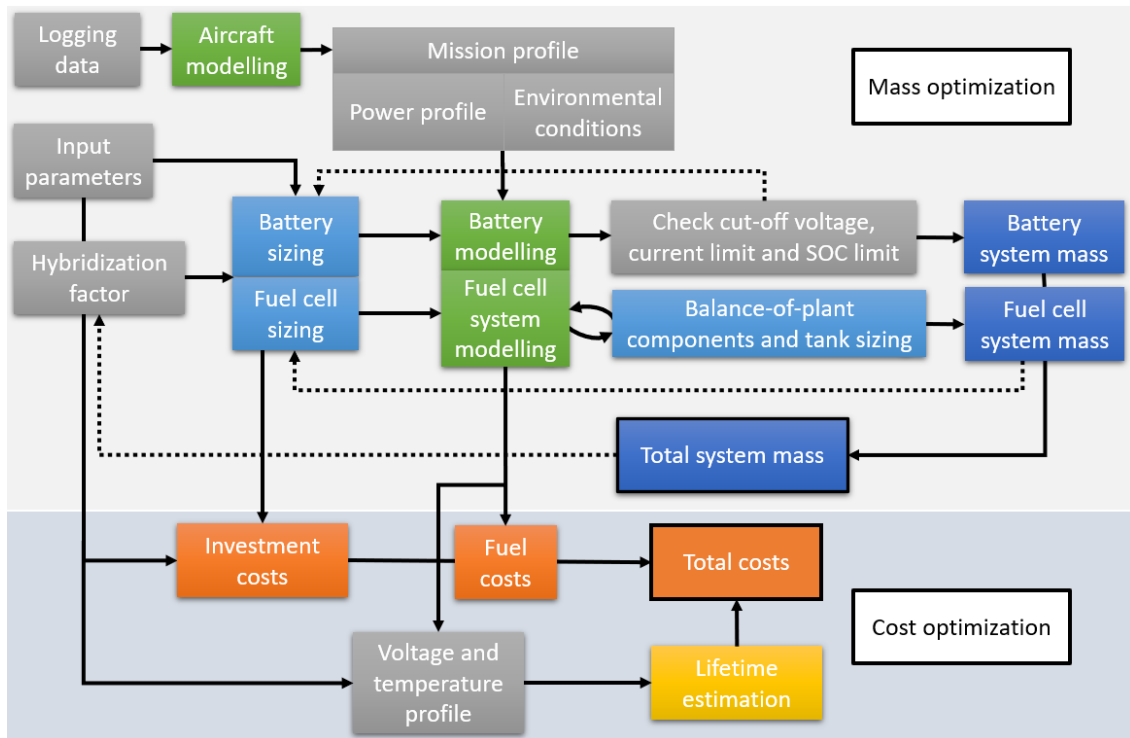 Logging
data
Aircraft
modelling
Mission profile
Power profile
Environmental
conditions
Mass optimization
Input
parameters
Hybridization
factor
Battery
sizing
Fuel cell
sizing
Battery
modelling
Fuel cell
system
modelling
Check cut-off voltage,
current limit and SOC limit
Balance-of-plant
components and tank sizing
Battery
system mass
Fuel cell
system mass
Total system mass
Investment
costs
Fuel
costs
Total costs
Cost optimization
Voltage and
temperature
profile
Lifetime
estimation